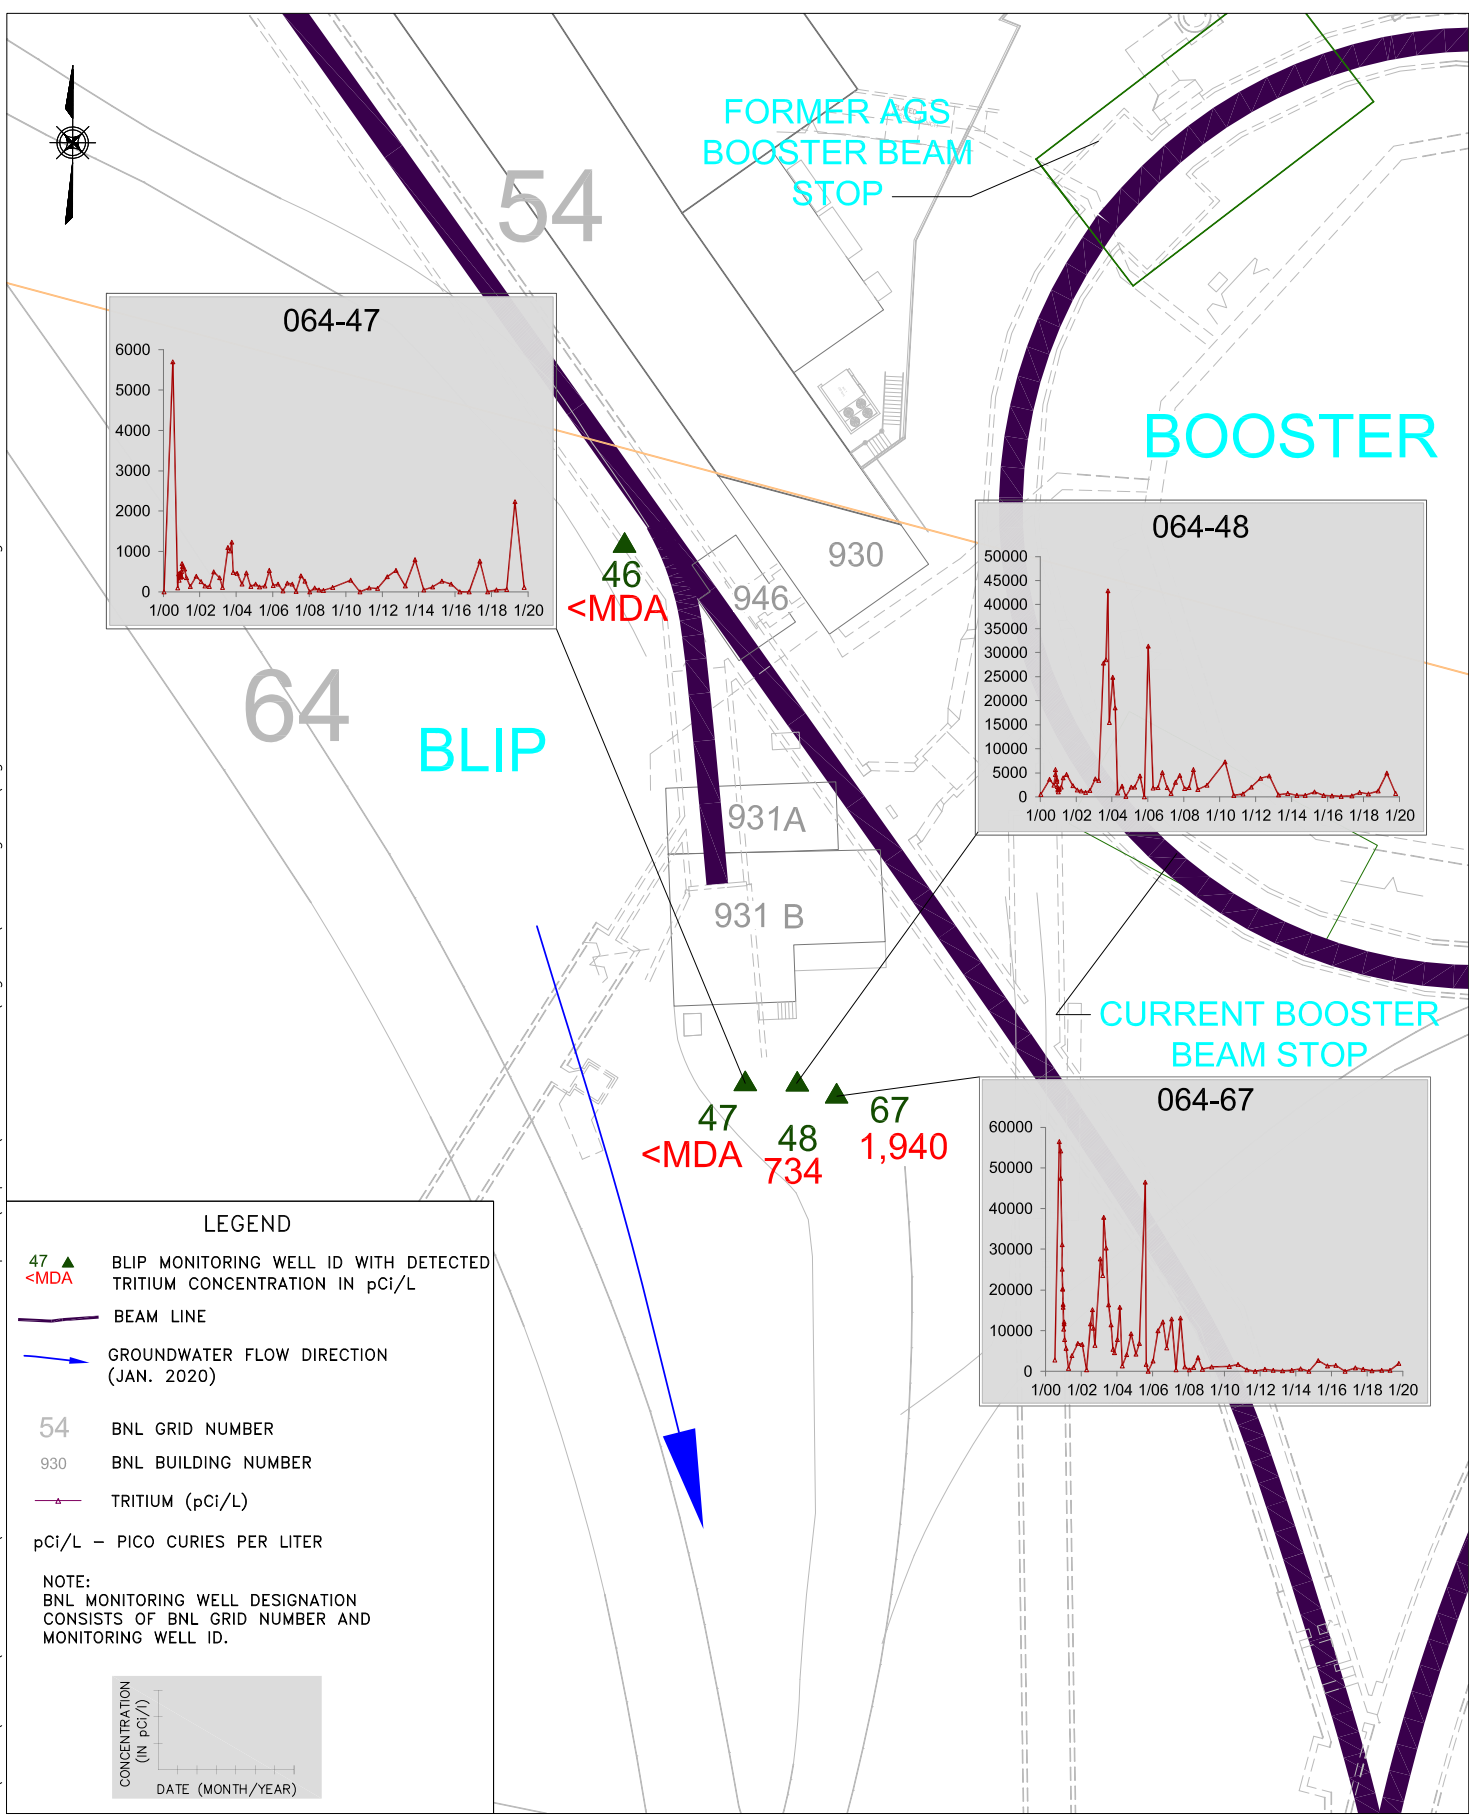 FORMER AGS
BOOSTER BEAM
STOP
54
064-47
6000
5000
4000
3000
2000
1000
0
1/00 1/02 1/04 1/06 1/08 1/10 1/12 1/14 1/16 1/18 1/20
BOOSTER
064-48
50000
45000
40000
35000
30000
25000
20000
15000
10000
5000
0
1/00 1/02 1/04 1/06 1/08 1/10 1/12 1/14 1/16 1/18 1/20
930
946
46
<MDA
64
BLIP
931A
931 B
CURRENT BOOSTER
BEAM STOP
47
<MDA
48
734
67
1,940
064-67
60000
50000
40000
30000
20000
10000
0
1/00 1/02 1/04 1/06 1/08 1/10 1/12 1/14 1/16 1/18 1/20
LEGEND
47
<MDA
BLIP MONITORING WELL ID WITH DETECTED
TRITIUM CONCENTRATION IN pCi/L
BEAM LINE
GROUNDWATER FLOW DIRECTION
(JAN. 2020)
54 BNL GRID NUMBER
930 BNL BUILDING NUMBER
TRITIUM (pCi/L)
pCi/L – PICO CURIES PER LITER
NOTE:
BNL MONITORING WELL DESIGNATION
CONSISTS OF BNL GRID NUMBER AND
MONITORING WELL ID.
CONCENTRATION
(IN pCi/l)
DATE (MONTH/YEAR)